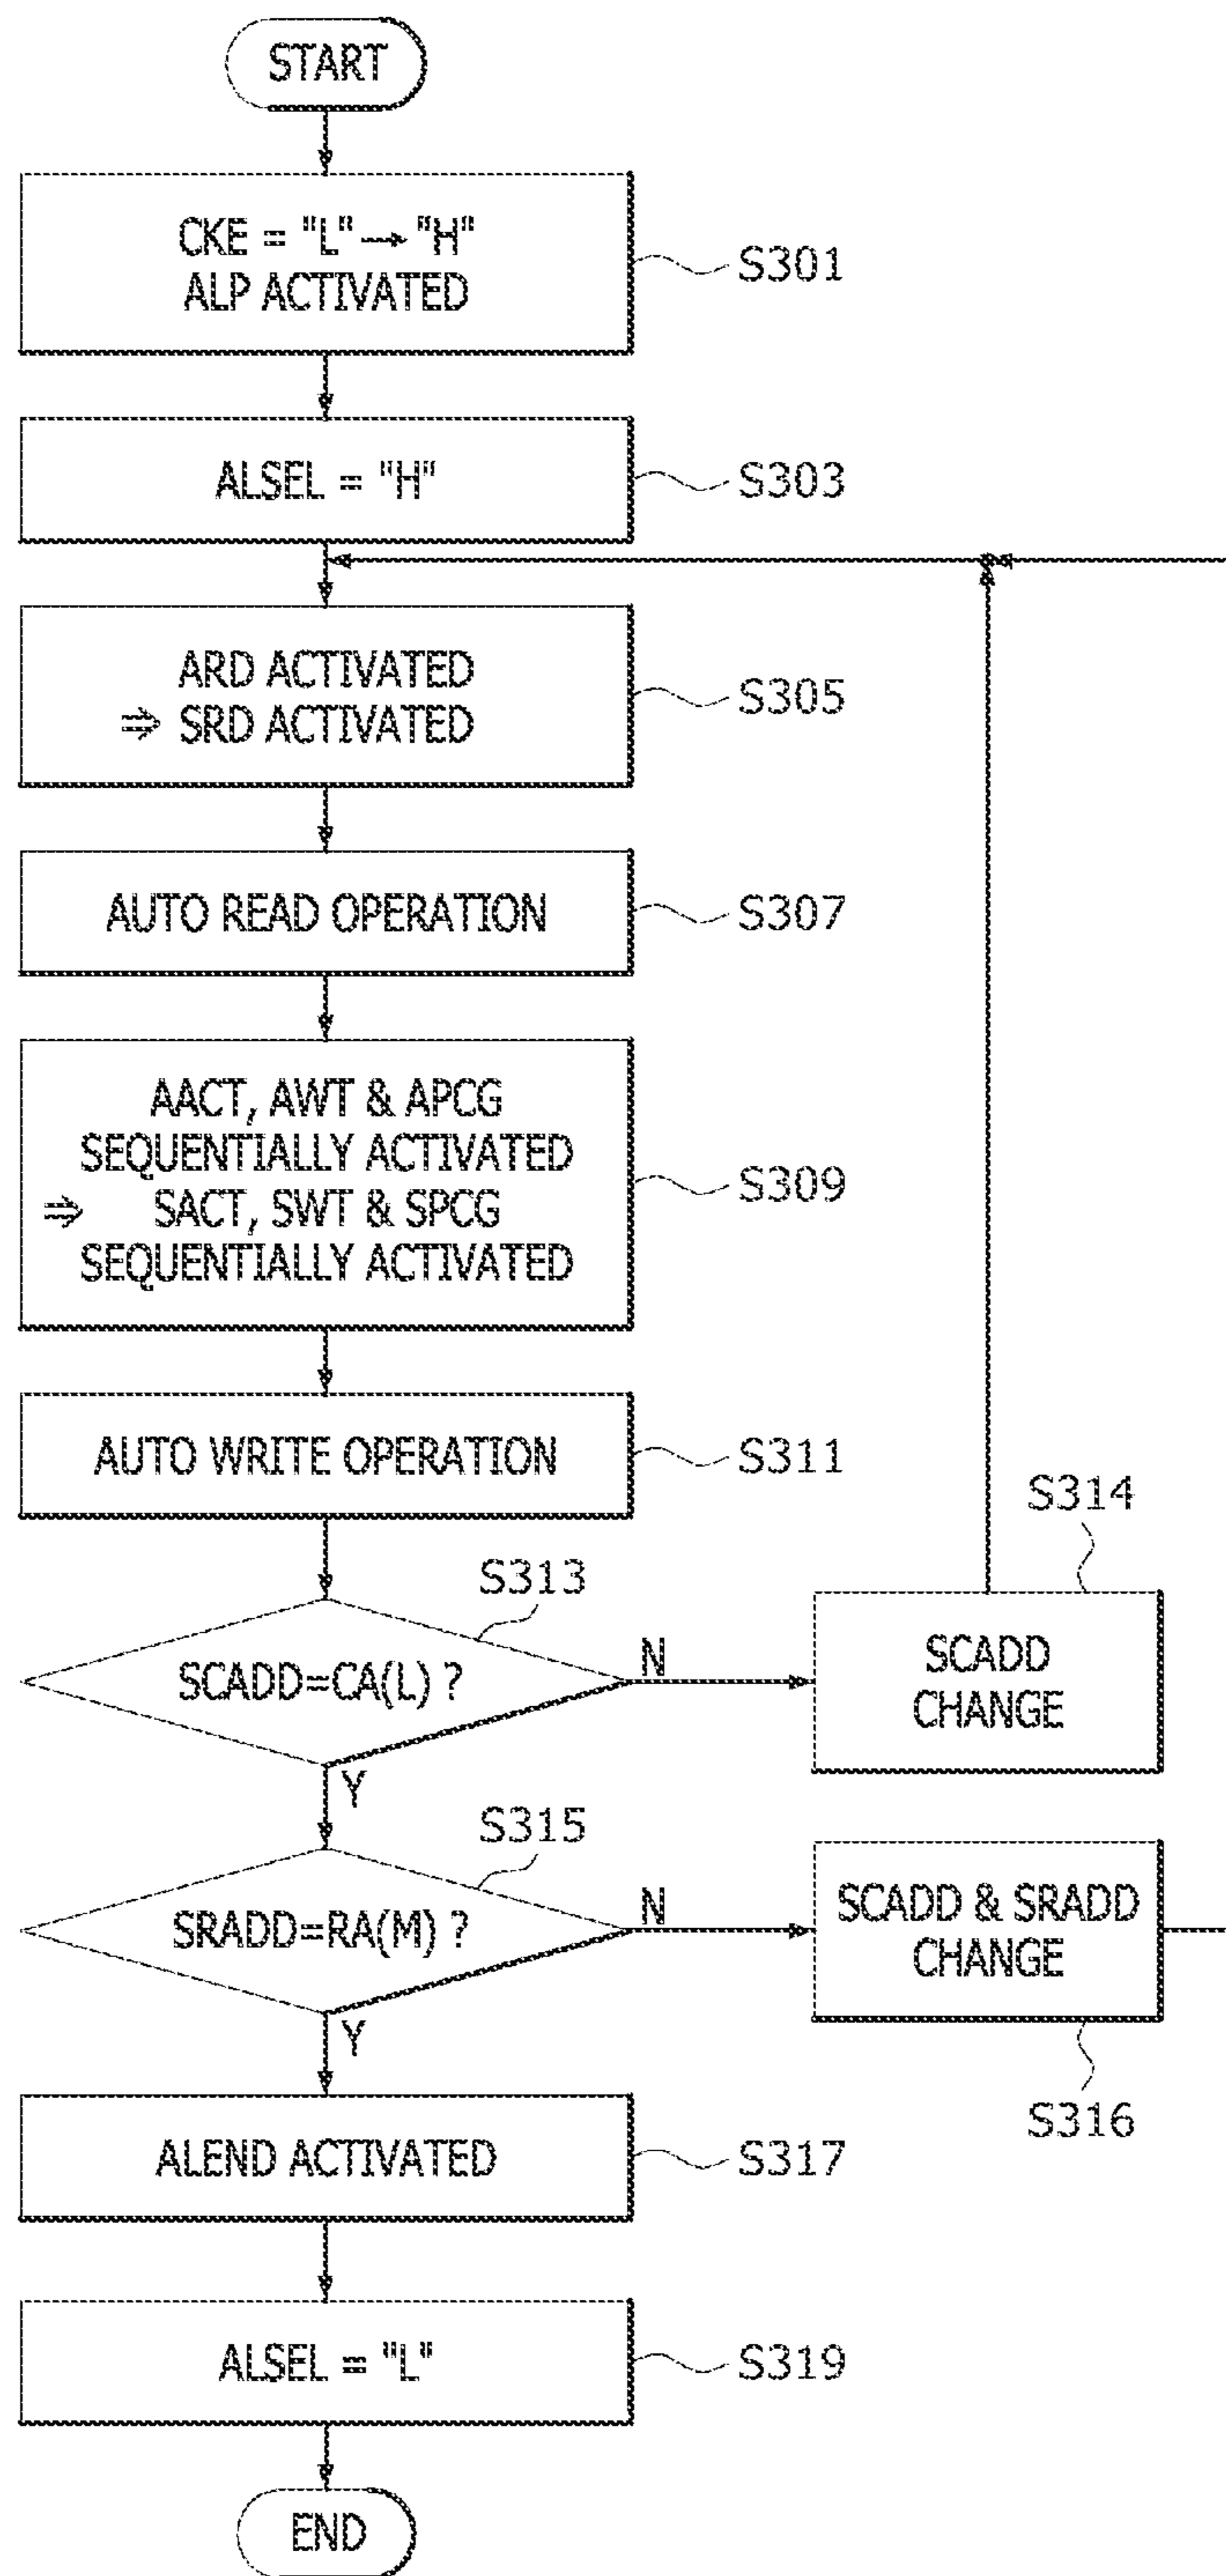 START
CKE = "L" → "H"
ALP ACTIVATED
S301
ALSEL = "H"
S303
ARD ACTIVATED
⇒ SRD ACTIVATED
S305
AUTO READ OPERATION
S307
AACT, AWT & APCG
SEQUENTIALLY ACTIVATED
⇒ SACT, SWT & SPCG
SEQUENTIALLY ACTIVATED
S309
AUTO WRITE OPERATION
S311
S313
SCADD=CA(L) ?
N
S314
SCADD
CHANGE
Y
S315
SRADD=RA(M) ?
N
SCADD & SRADD
CHANGE
S316
Y
ALEND ACTIVATED
S317
ALSEL = "L"
S319
END